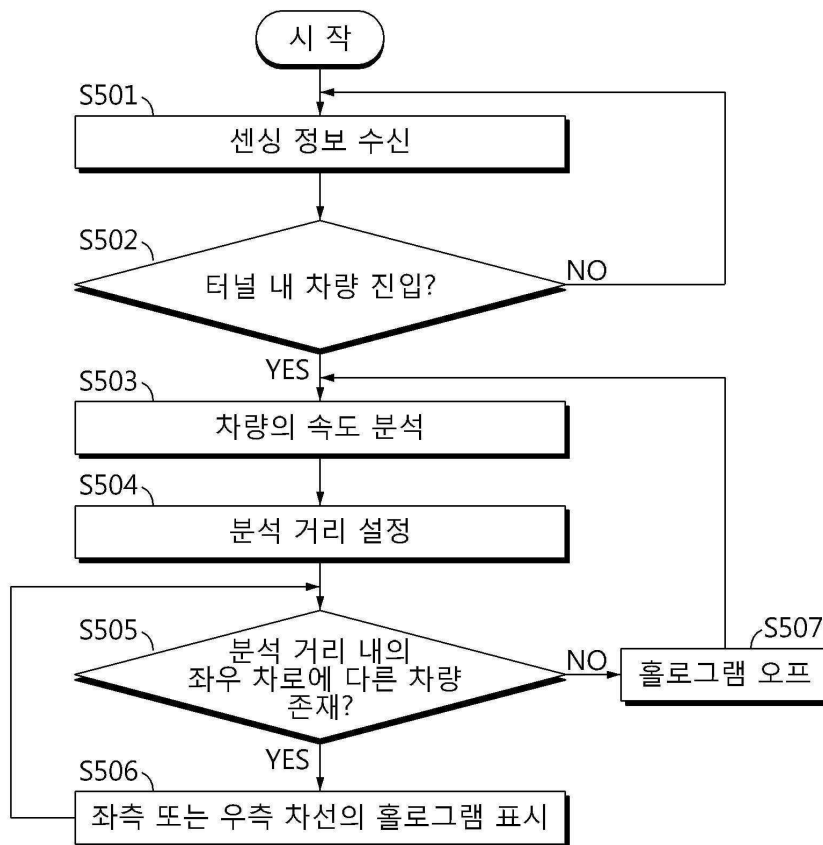 시 작
S501
센싱 정보 수신
S502
터널 내 차량 진입?
NO
YES
S503
차량의 속도 분석
S504
분석 거리 설정
S505
분석 거리 내의
좌우 차로에 다른 차량
존재?
NO
S507
홀로그램 오프
YES
S506
좌측 또는 우측 차선의 홀로그램 표시